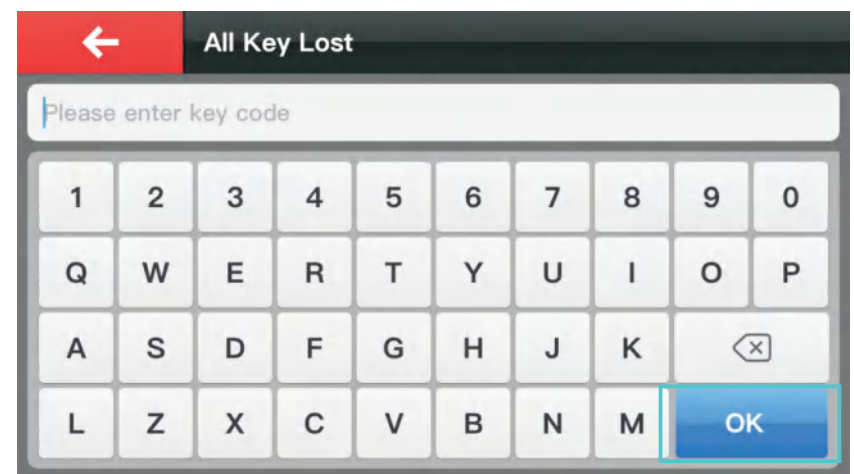 All Key Lost
Please enter key code
1 2 3 4 5 6 7 8 9 0
Q W E R T Y U I O P
A S D F G H J K
L Z X C V B N M OK